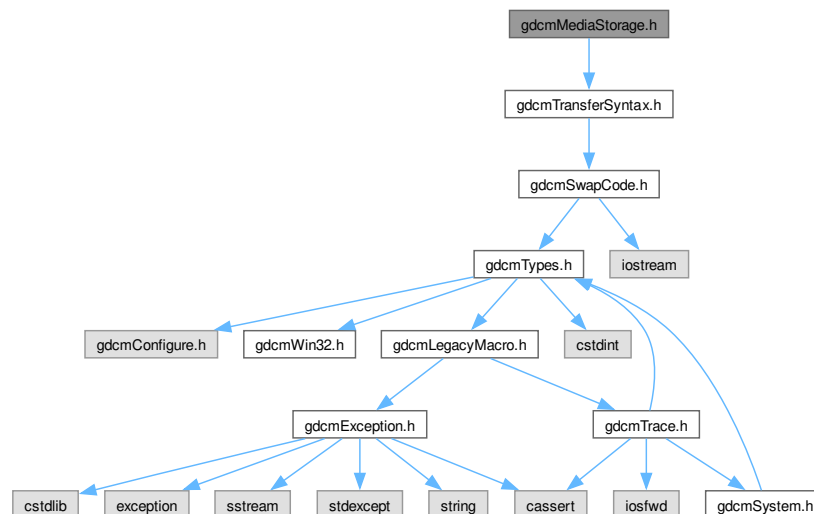 gdcmMediaStorage.h
gdcmTransferSyntax.h
gdcmSwapCode.h
gdcmTypes.h
iostream
gdcmConfigure.h
gdcmWin32.h
gdcmLegacyMacro.h
cstdint
gdcmException.h
gdcmTrace.h
cstdlib
exception
sstream
stdexcept
string
cassert
iosfwd
gdcmSystem.h